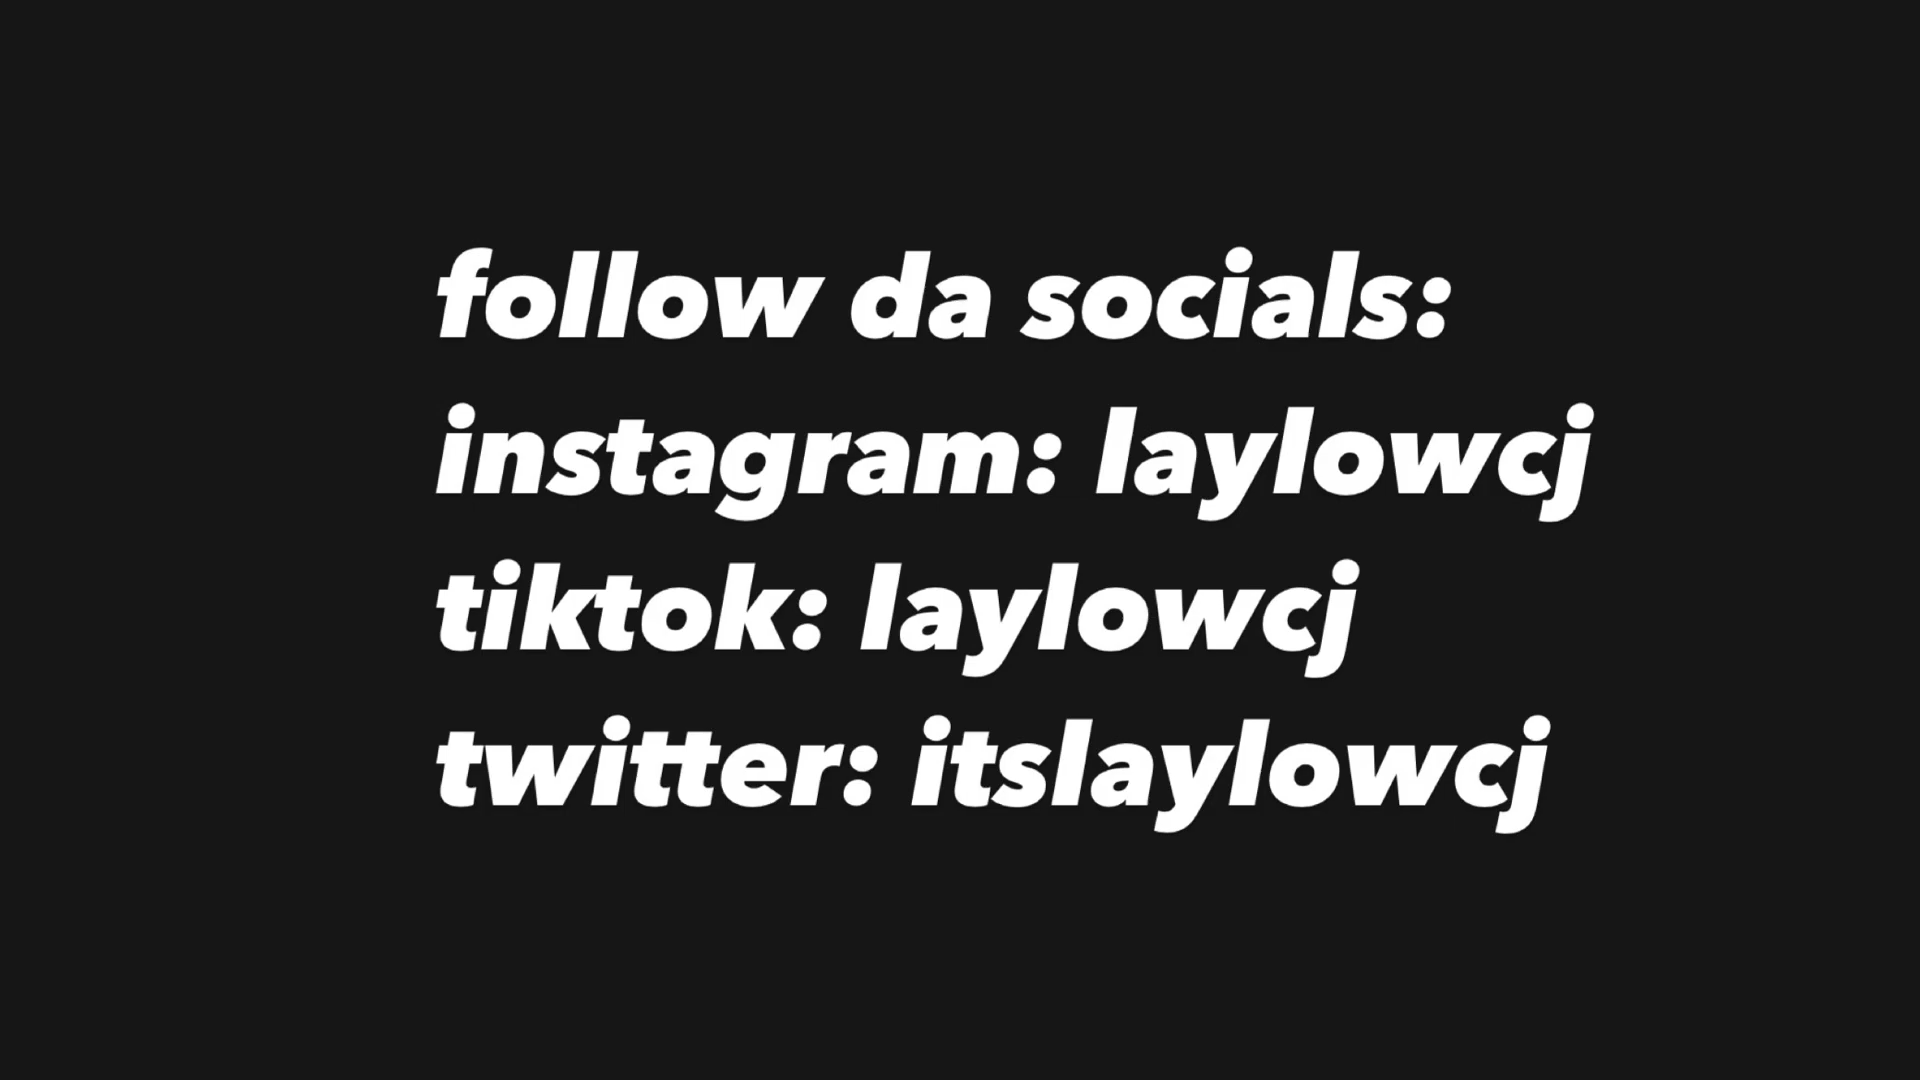 follow da socials:
instagram: laylowcj
tiktok: laylowcj
twitter: itslaylowcj